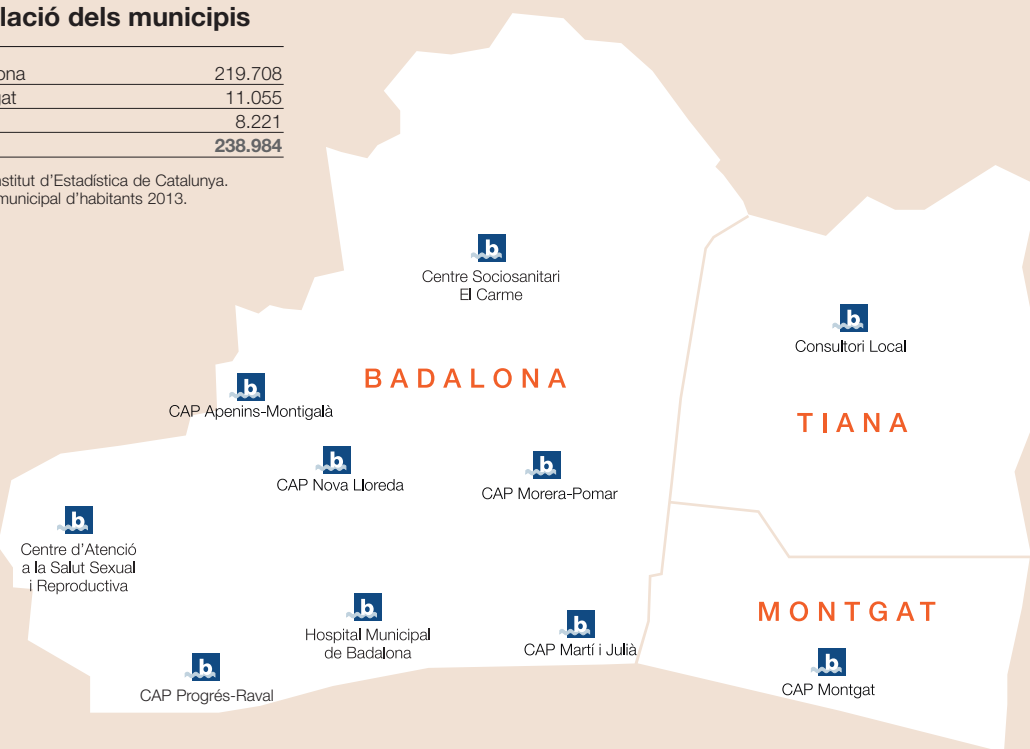 lació dels municipis
ona 219.708
gat 11.055
8.221
238.984
nstitut d'Estadística de Catalunya.
municipal d'habitants 2013.
b
Centre Sociosanitari
El Carme
b
Consultori Local
BADALONA
b
CAP Apenins-Montigalà
TIANA
b
CAP Nova Lloreda
b
CAP Morera-Pomar
b
Centre d'Atenció
a la Salut Sexual
i Reproductiva
b
Hospital Municipal
de Badalona
b
CAP Martí i Julià
MONTGAT
b
CAP Progrés-Raval
b
CAP Montgat